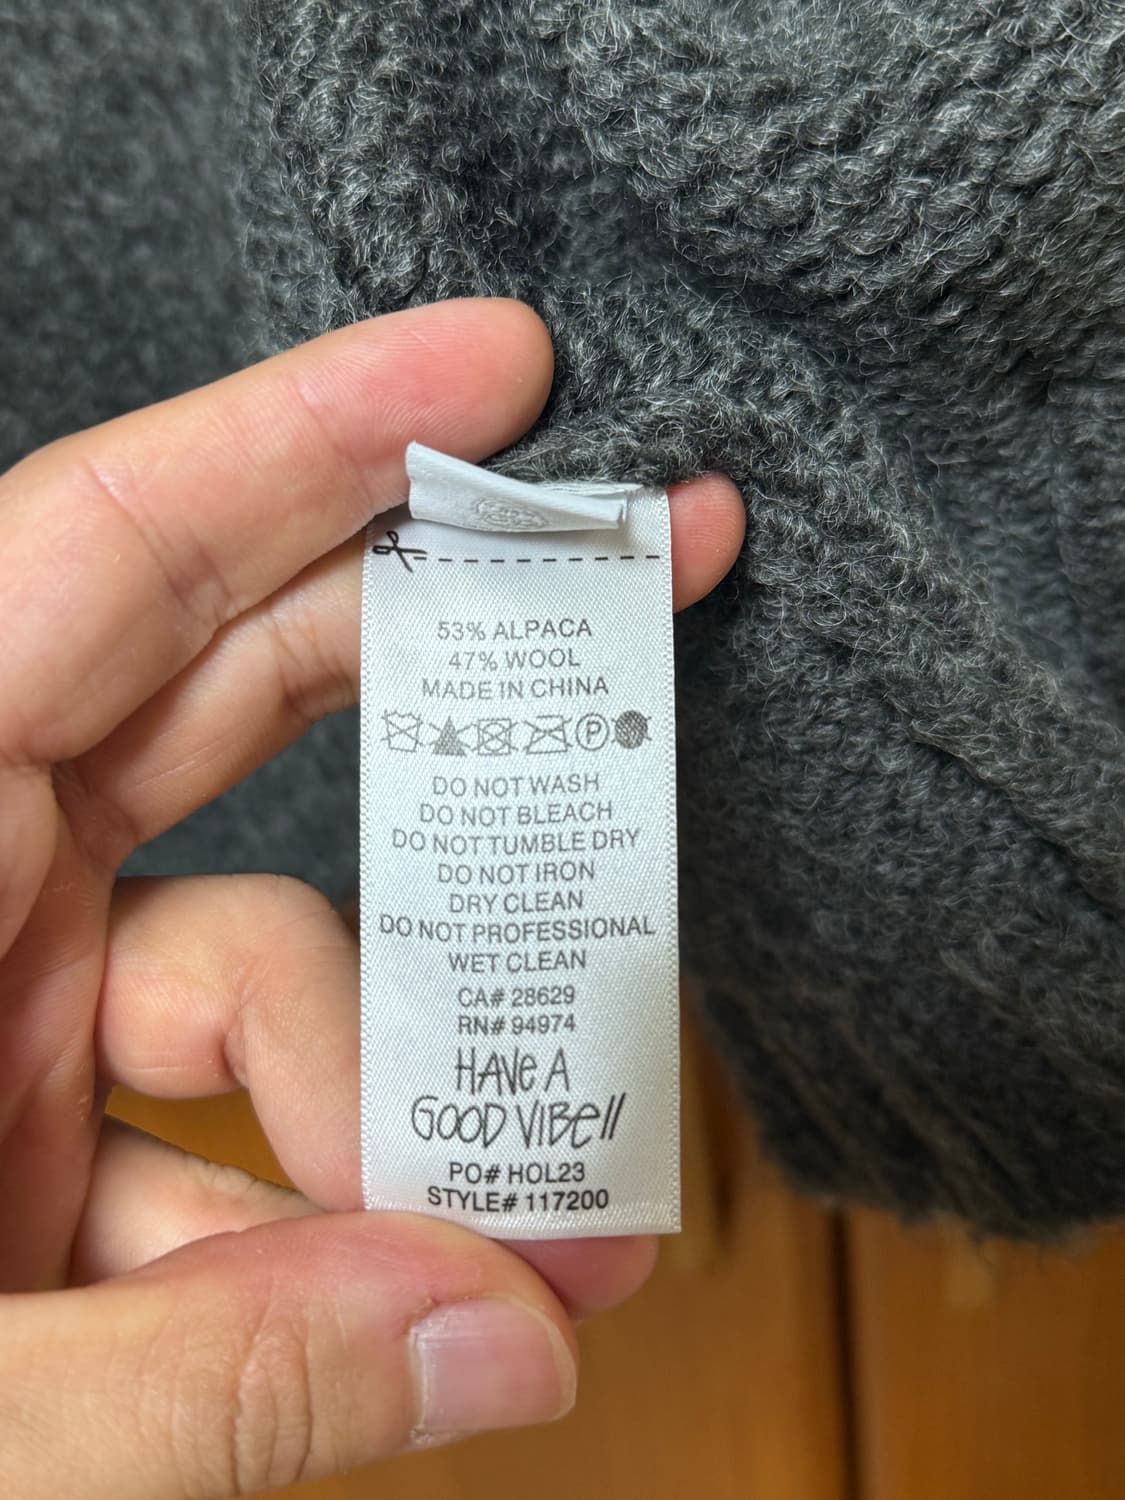 53% ALPACA
47% WOOL
MADE IN CHINA
P
DO NOT WASH
DO NOT BLEACH
DO NOT TUMBLE DRY
DO NOT IRON
DRY CLEAN
DO NOT PROFESSIONAL
WET CLEAN
CA# 28629
RN# 94974
HAVE A
GOOD VIBE!!
PO# HOL23
STYLE# 117200